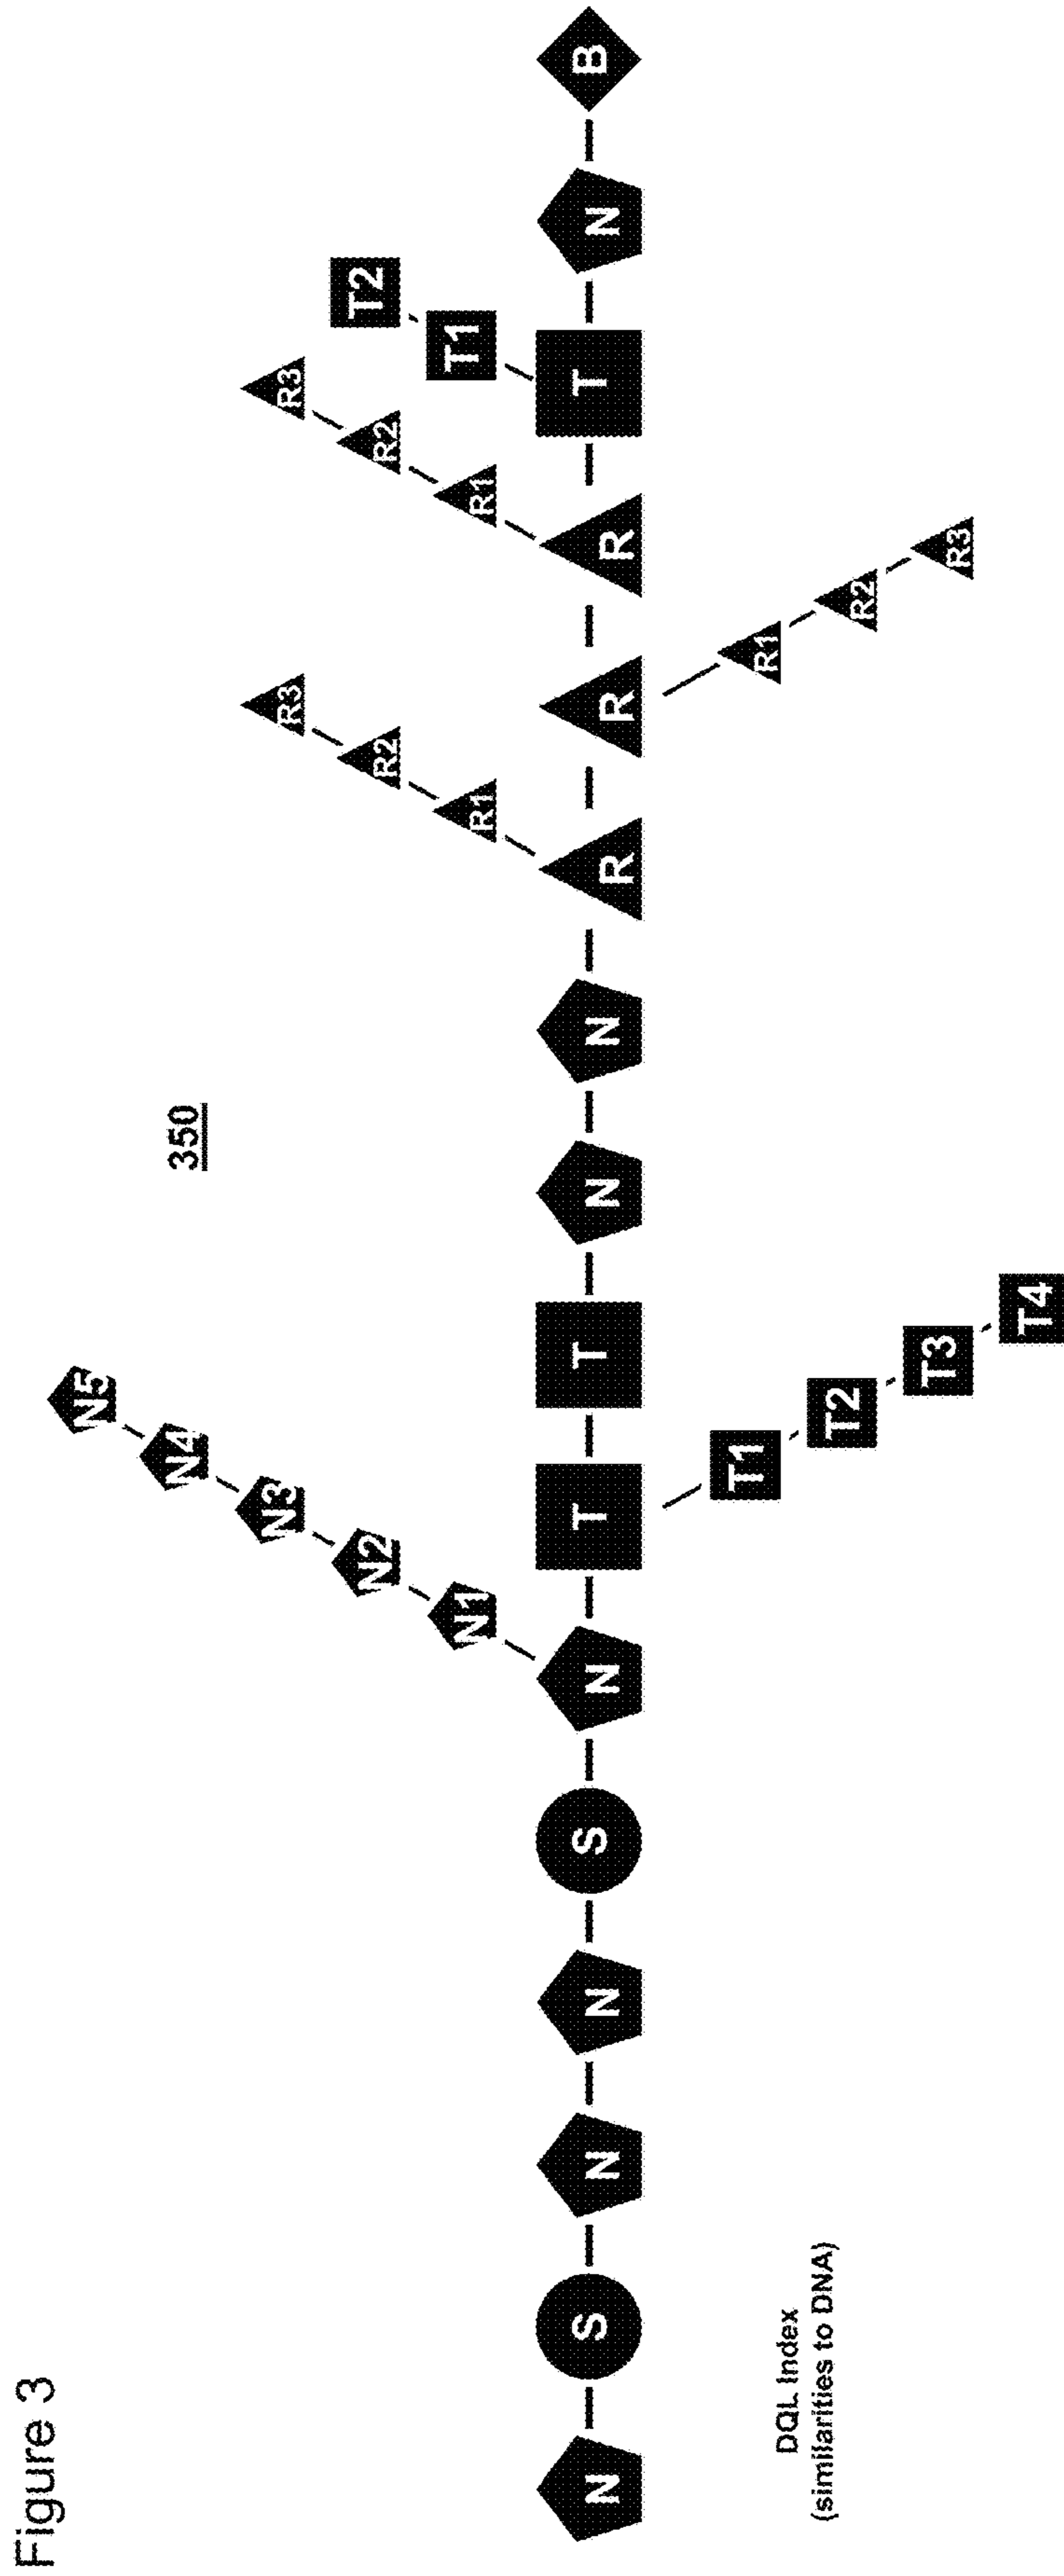 Figure 3
N5
N4
350
N3
R3
R3
N2
R2
R2
T2
N1
R1
R1
T1
N S N N S N T T N N R R R T N B
T1
R1
DQL Index
(similarities to DNA)
T2
R2
T3
R3
T4